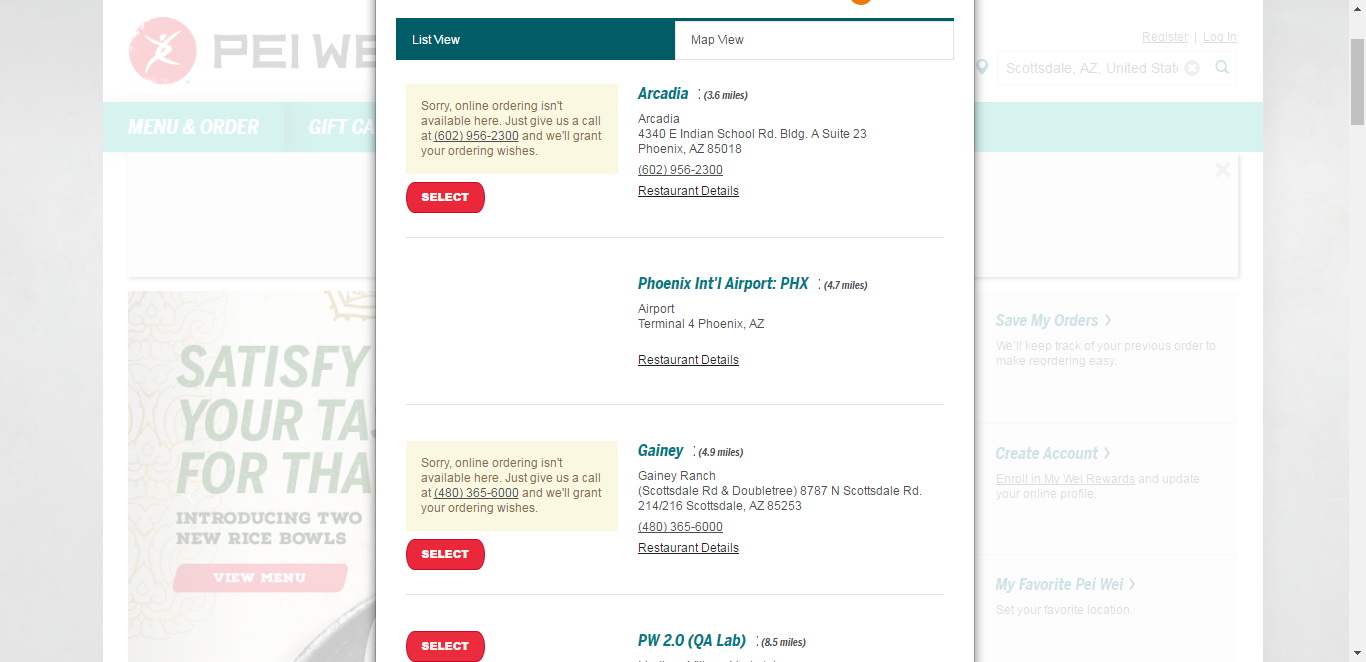 PEI WE
Register | Log In
Scottsdale, AZ, United Stat
MENU & ORDER
GIFT CA
List View
Map View
Sorry, online ordering isn't
available here. Just give us a call
at (602) 956-2300 and we'll grant
your ordering wishes.
SELECT
Arcadia : (3.6 miles)
Arcadia
4340 E Indian School Rd. Bldg. A Suite 23
Phoenix, AZ 85018
(602) 956-2300
Restaurant Details
Phoenix Int'l Airport: PHX : (4.7 miles)
Airport
Terminal 4 Phoenix, AZ
Restaurant Details
Sorry, online ordering isn't
available here. Just give us a call
at (480) 365-6000 and we'll grant
your ordering wishes.
SELECT
Gainey : (4.9 miles)
Gainey Ranch
(Scottsdale Rd & Doubletree) 8787 N Scottsdale Rd.
214/216 Scottsdale, AZ 85253
(480) 365-6000
Restaurant Details
SELECT
PW 2.0 (QA Lab) : (8.5 miles)
SATISFY
YOUR TAS
FOR THA
INTRODUCING TWO
NEW RICE BOWLS
VIEW MENU
Save My Orders
We'll keep track of your previous order to
make reordering easy.
Create Account
Enroll in My Wei Rewards and update
your online profile.
My Favorite Pei Wei
Set your favorite location.